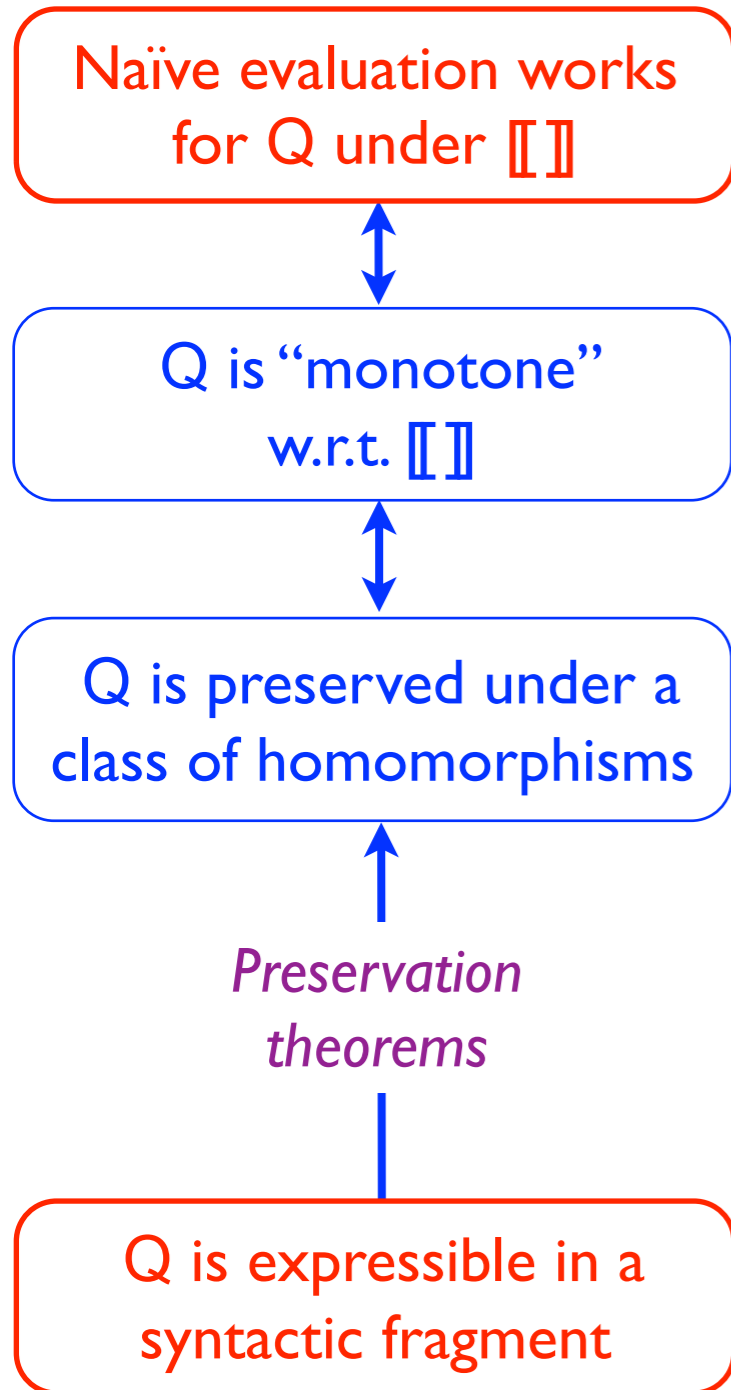 Naïve evaluation works
for Q under ⟦ ⟧
Q is “monotone”
w.r.t. ⟦ ⟧
Q is preserved under a
class of homomorphisms
Preservation
theorems
Q is expressible in a
syntactic fragment